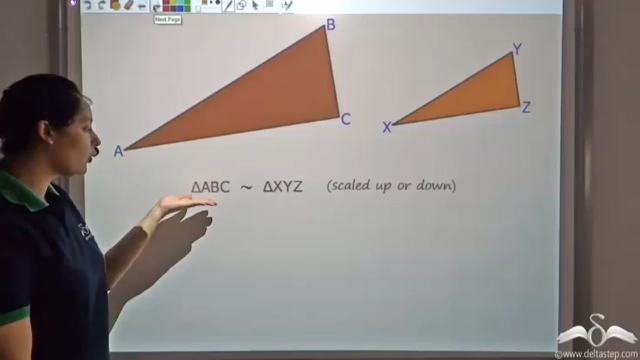 Next Page
B
Y
C
Z
A
X
ΔABC ~ ΔXYZ (scaled up or down)
©www.deltastep.com